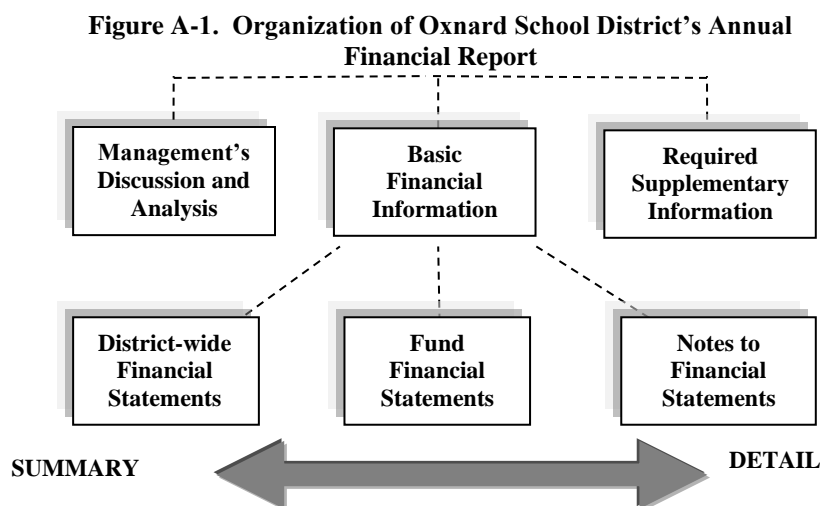 Figure A-1. Organization of Oxnard School District's Annual
Financial Report
Management's
Discussion and
Analysis
Basic
Financial
Information
Required
Supplementary
Information
District-wide
Financial
Statements
Fund
Financial
Statements
Notes to
Financial
Statements
SUMMARY
DETAIL